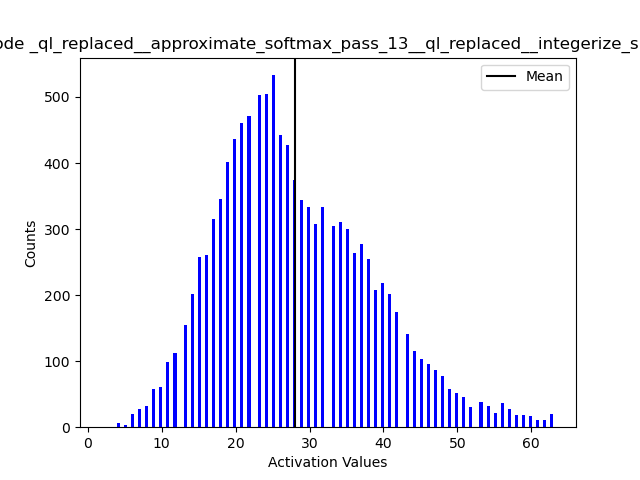 ode _ql_replaced__approximate_softmax_pass_13__ql_replaced__integerize_s
Mean
Counts
500
400
300
200
100
0
0 10 20 30 40 50 60
Activation Values